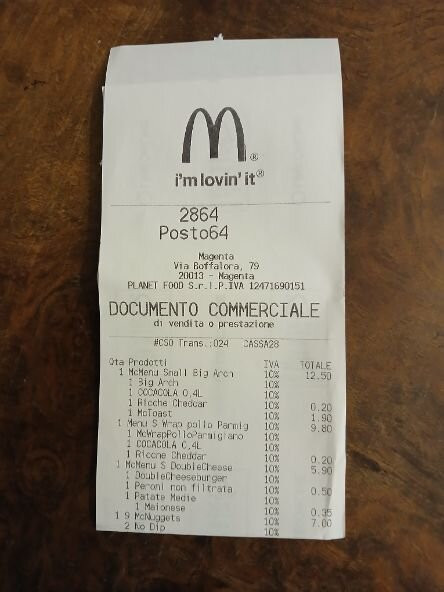 M®
i'm lovin' it®
2864
Posto64
Magenta
Via Boffalora, 79
20013 - Magenta
PLANET FOOD S.r.l.P.IVA 12471690151
DOCUMENTO COMMERCIALE
di vendita o prestazione
#CSO Trans.:024 CASSA28
Qta Prodotti IVA TOTALE
1 McMenu Small Big Arch 10% 12.50
1 Big Arch 10%
1 COCACOLA 0,4L 10%
1 Ricche Cheddar 10% 0.20
1 McToast 10% 1.90
1 Menu S Wrap pollo Parmig 10% 9.80
1 McWrapPolloParmigiano 10%
1 COCACOLA 0,4L 10%
1 Ricche Cheddar 10% 0.20
1 McMenu S DoubleCheese 10% 5.90
1 DoubleCheeseburger 10%
1 Peroni non filtrata 10% 0.50
1 Patate Medie 10%
1 Maionese 10% 0.35
1 9 McNuggets 10% 7.00
2 No Dip 10%